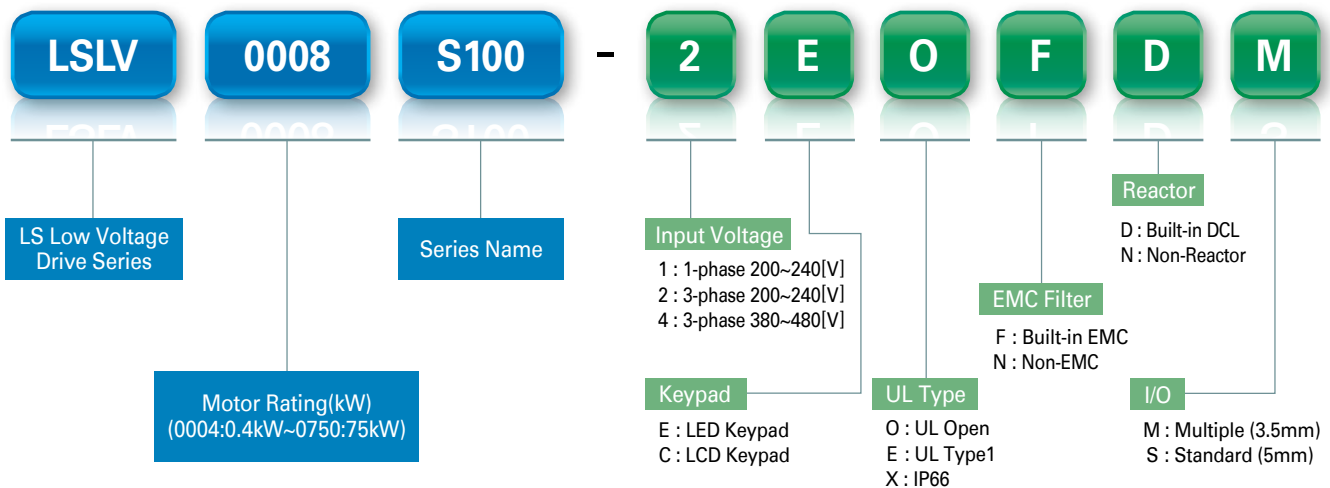 LSLV 0008 S100 - 2 E O F D M
LS Low Voltage
Drive Series
Motor Rating(kW)
(0004:0.4kW~0750:75kW)
Series Name
Input Voltage
1 : 1-phase 200~240[V]
2 : 3-phase 200~240[V]
4 : 3-phase 380~480[V]
Keypad
E : LED Keypad
C : LCD Keypad
UL Type
O : UL Open
E : UL Type1
X : IP66
EMC Filter
F : Built-in EMC
N : Non-EMC
Reactor
D : Built-in DCL
N : Non-Reactor
I/O
M : Multiple (3.5mm)
S : Standard (5mm)